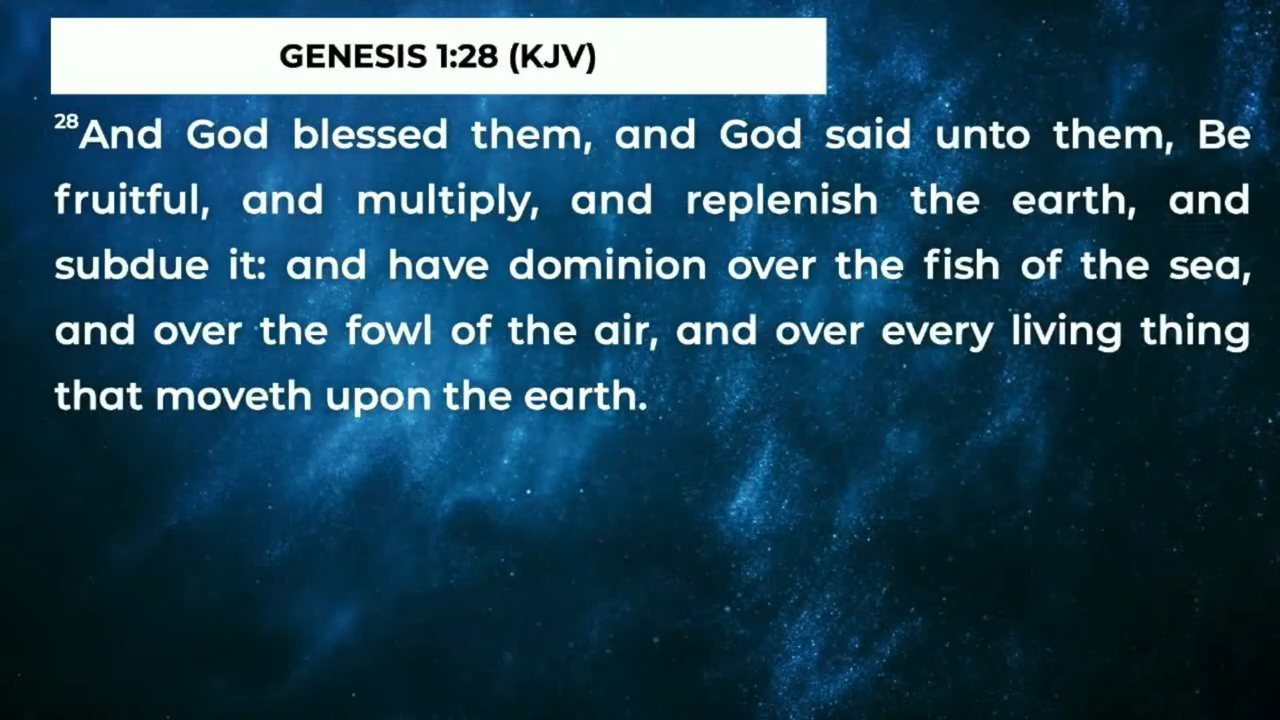 GENESIS 1:28 (KJV)
28And God blessed them, and God said unto them, Be
fruitful, and multiply, and replenish the earth, and
subdue it: and have dominion over the fish of the sea,
and over the fowl of the air, and over every living thing
that moveth upon the earth.